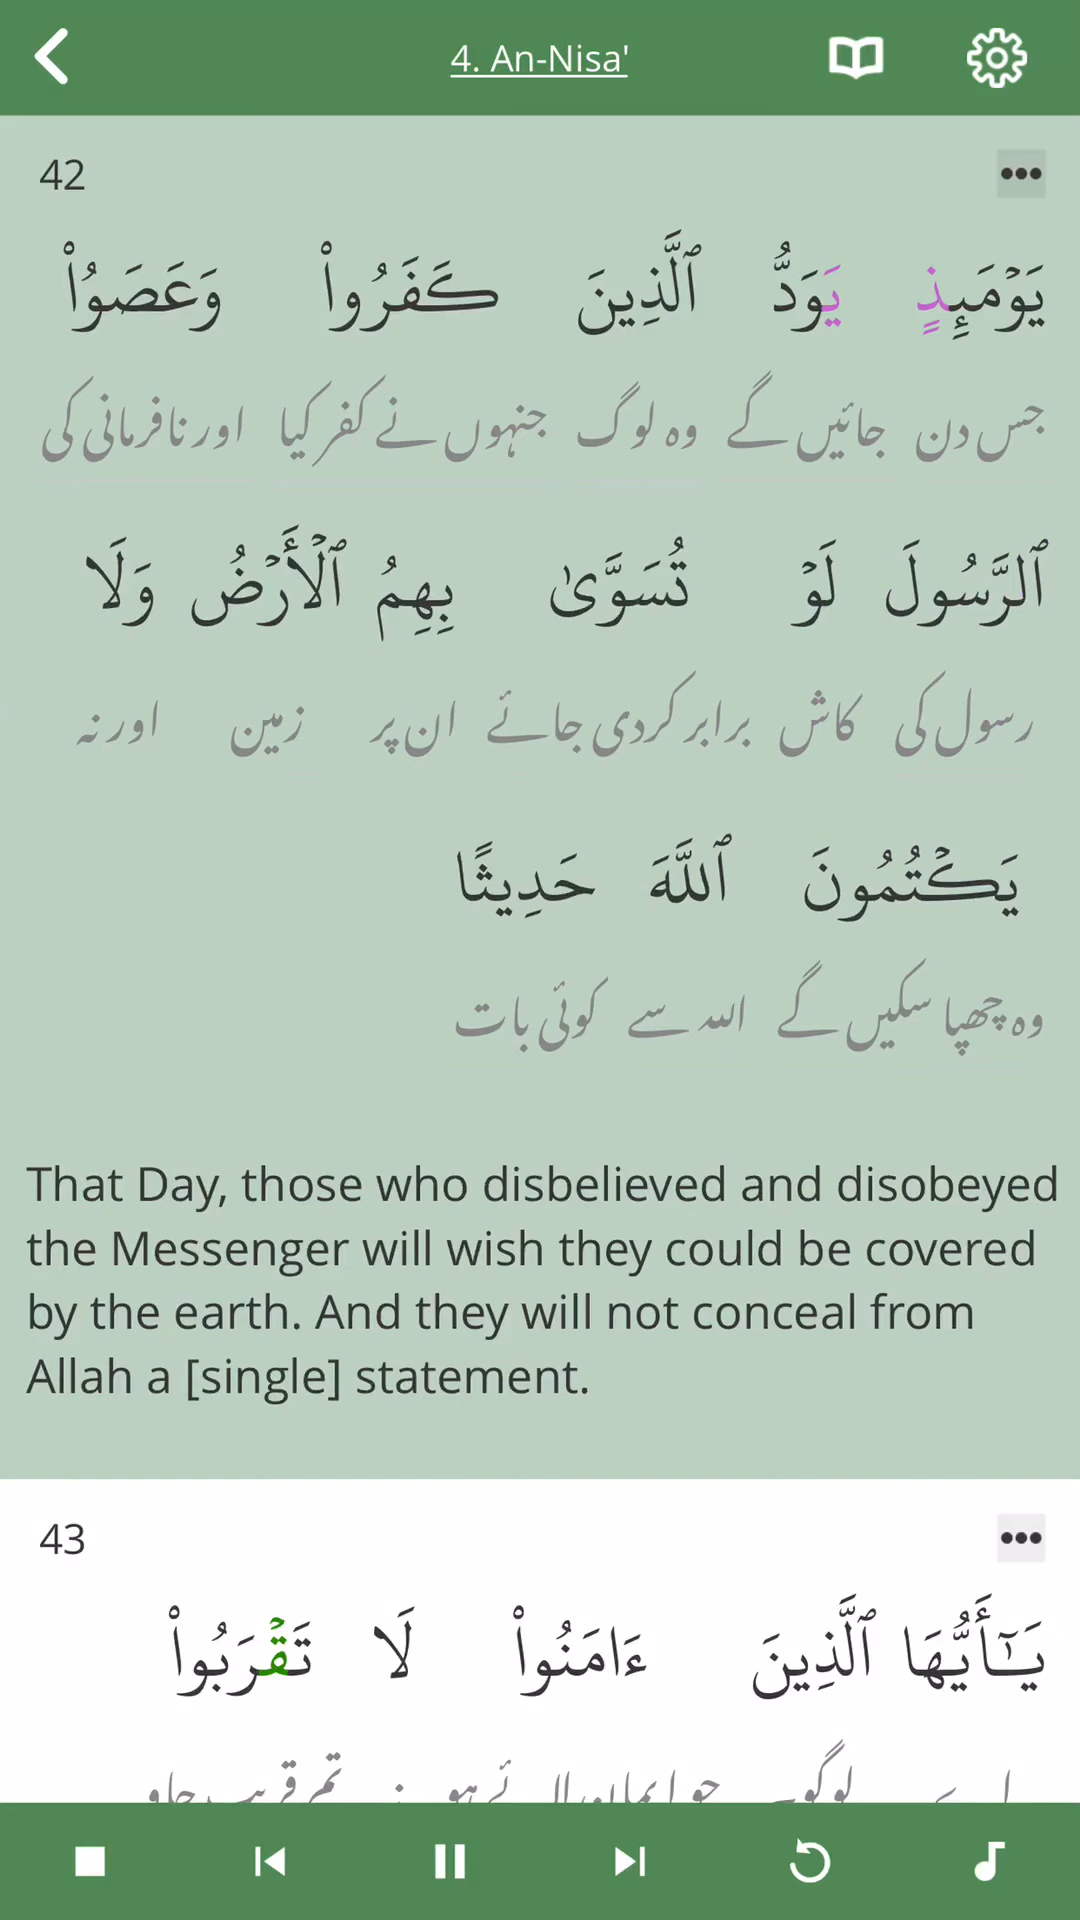 4. An-Nisa'
42
يَوۡمَئِذٍ يَوَدُّ ٱلَّذِينَ كَفَرُوا۟ وَعَصَوُا۟
جس دن جائیں گے وہ لوگ جنہوں نے کفر کیا اور نافرمانی کی
ٱلرَّسُولَ لَوۡ تُسَوَّىٰ بِهِمُ ٱلۡأَرۡضُ وَلَا
رسول کی کاش برابر کردی جائے ان پر زمین اور نہ
يَكۡتُمُونَ ٱللَّهَ حَدِيثًا
وہ چھپا سکیں گے اللہ سے کوئی بات
That Day, those who disbelieved and disobeyed
the Messenger will wish they could be covered
by the earth. And they will not conceal from
Allah a [single] statement.
43
يَـٰٓأَيُّهَا ٱلَّذِينَ ءَامَنُوا۟ لَا تَقۡرَبُوا۟